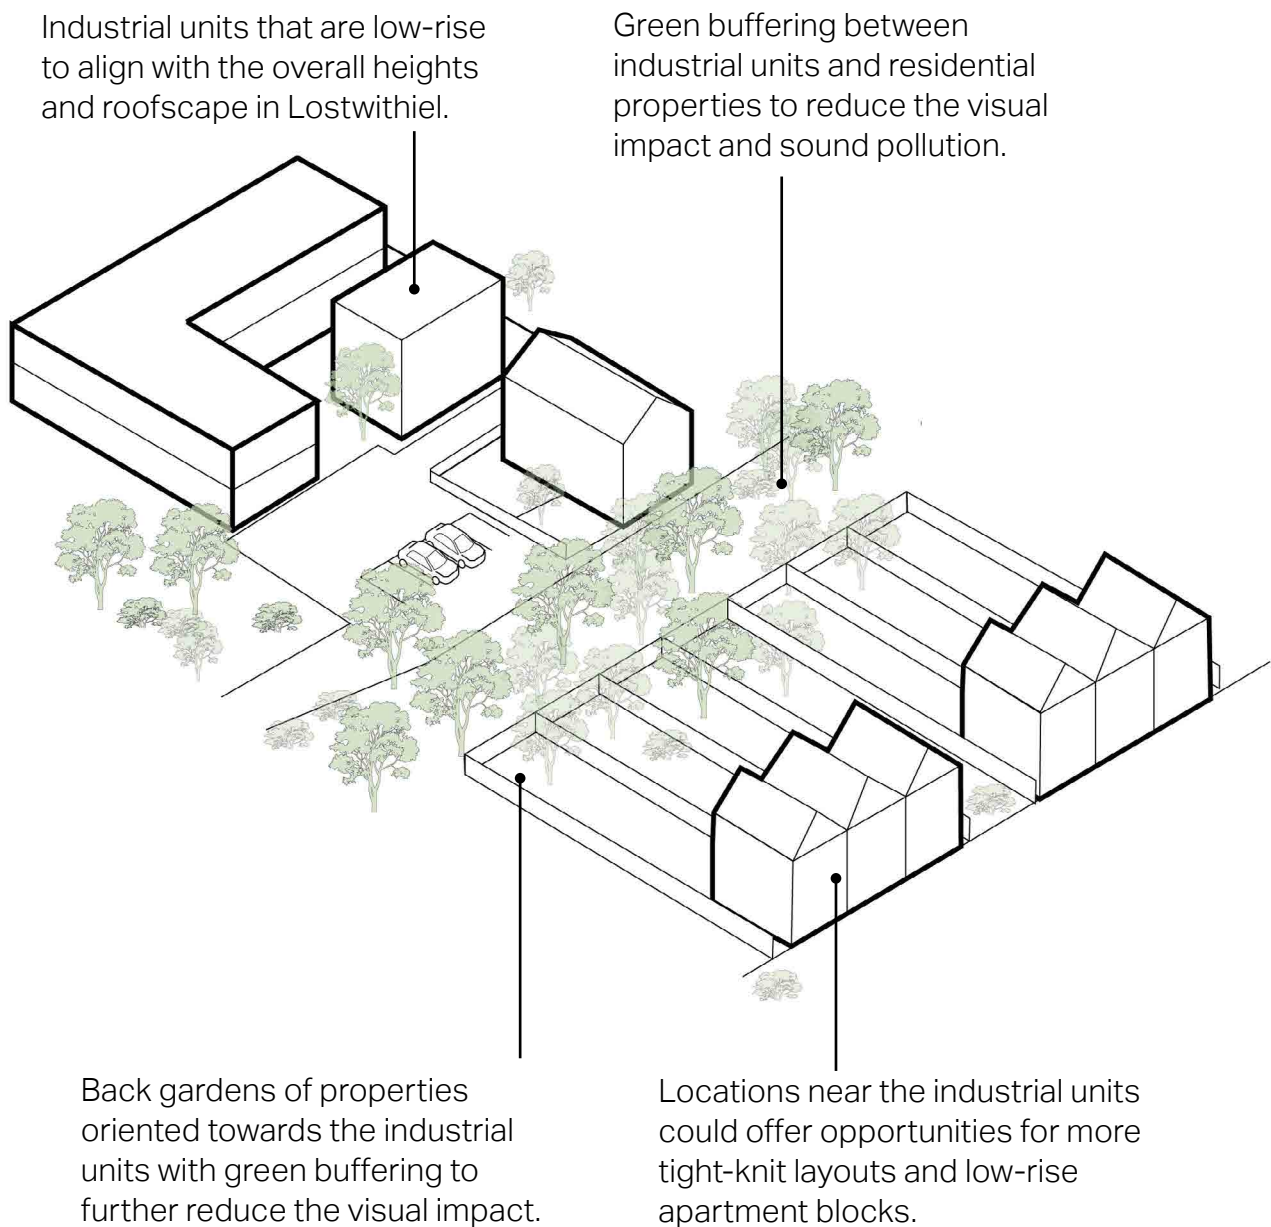 Industrial units that are low-rise
to align with the overall heights
and roofscape in Lostwithiel.
Green buffering between
industrial units and residential
properties to reduce the visual
impact and sound pollution.
Back gardens of properties
oriented towards the industrial
units with green buffering to
further reduce the visual impact.
Locations near the industrial units
could offer opportunities for more
tight-knit layouts and low-rise
apartment blocks.